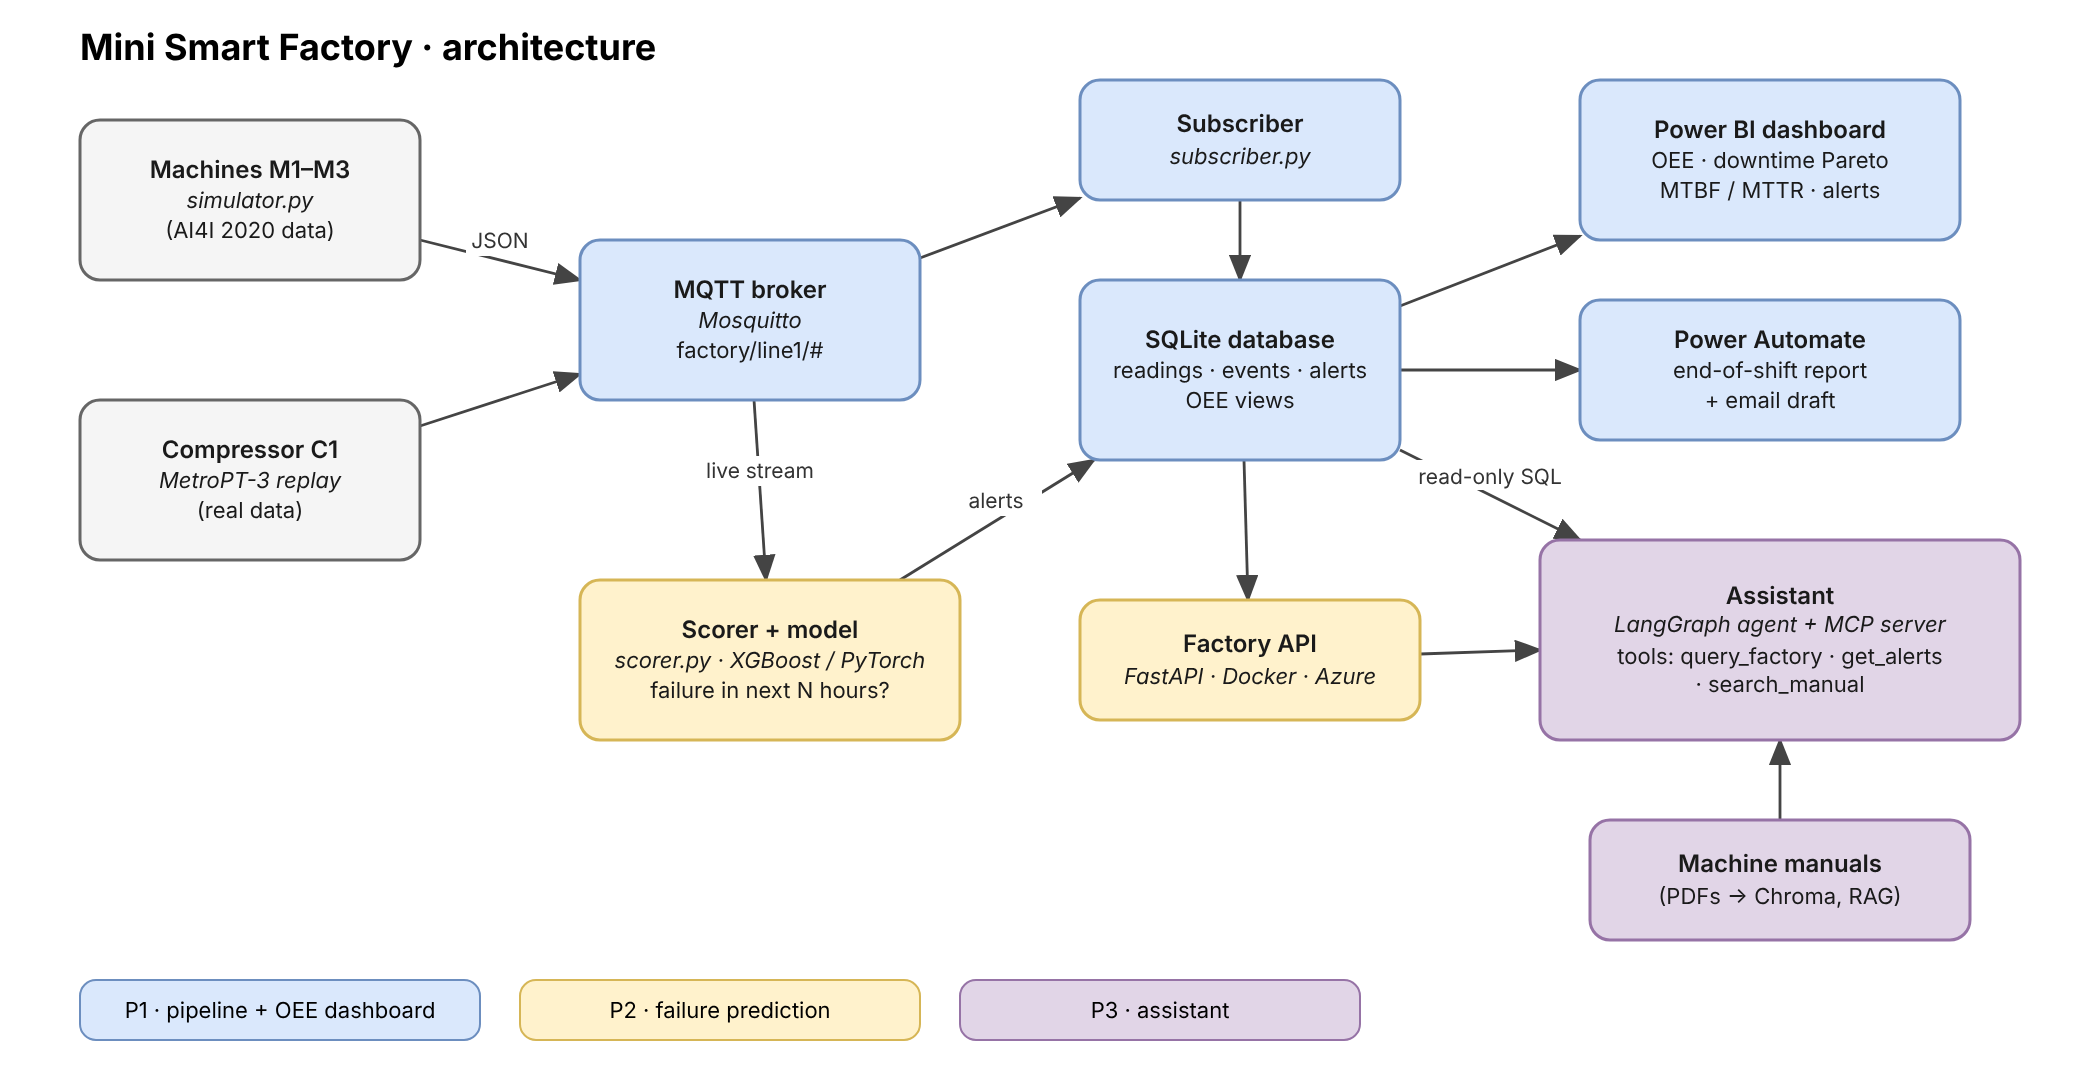 Mini Smart Factory · architecture
Machines M1–M3
simulator.py
(AI4I 2020 data)
JSON
Compressor C1
MetroPT-3 replay
(real data)
MQTT broker
Mosquitto
factory/line1/#
live stream
Scorer + model
scorer.py · XGBoost / PyTorch
failure in next N hours?
alerts
Subscriber
subscriber.py
SQLite database
readings · events · alerts
OEE views
Factory API
FastAPI · Docker · Azure
Power BI dashboard
OEE · downtime Pareto
MTBF / MTTR · alerts
Power Automate
end-of-shift report
+ email draft
read-only SQL
Assistant
LangGraph agent + MCP server
tools: query_factory · get_alerts
· search_manual
Machine manuals
(PDFs → Chroma, RAG)
P1 · pipeline + OEE dashboard
P2 · failure prediction
P3 · assistant